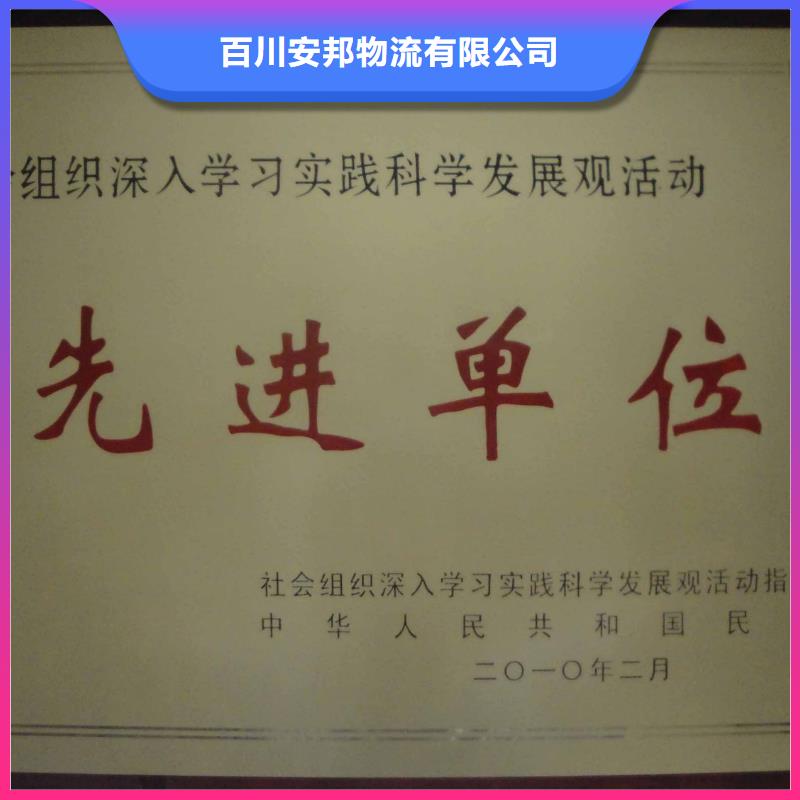 百川安邦物流有限公司
组织深入学习实践科学发展观活动
先进单位
社会组织深入学习实践科学发展观活动指
中华人民共和国民
二〇一〇年二月